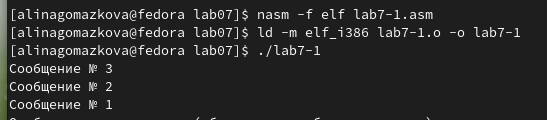 [alinagomazkova@fedora lab07]$ nasm -f elf lab7-1.asm
[alinagomazkova@fedora lab07]$ ld -m elf_i386 lab7-1.o -o lab7-1
[alinagomazkova@fedora lab07]$ ./lab7-1
Сообщение № 3
Сообщение № 2
Сообщение № 1